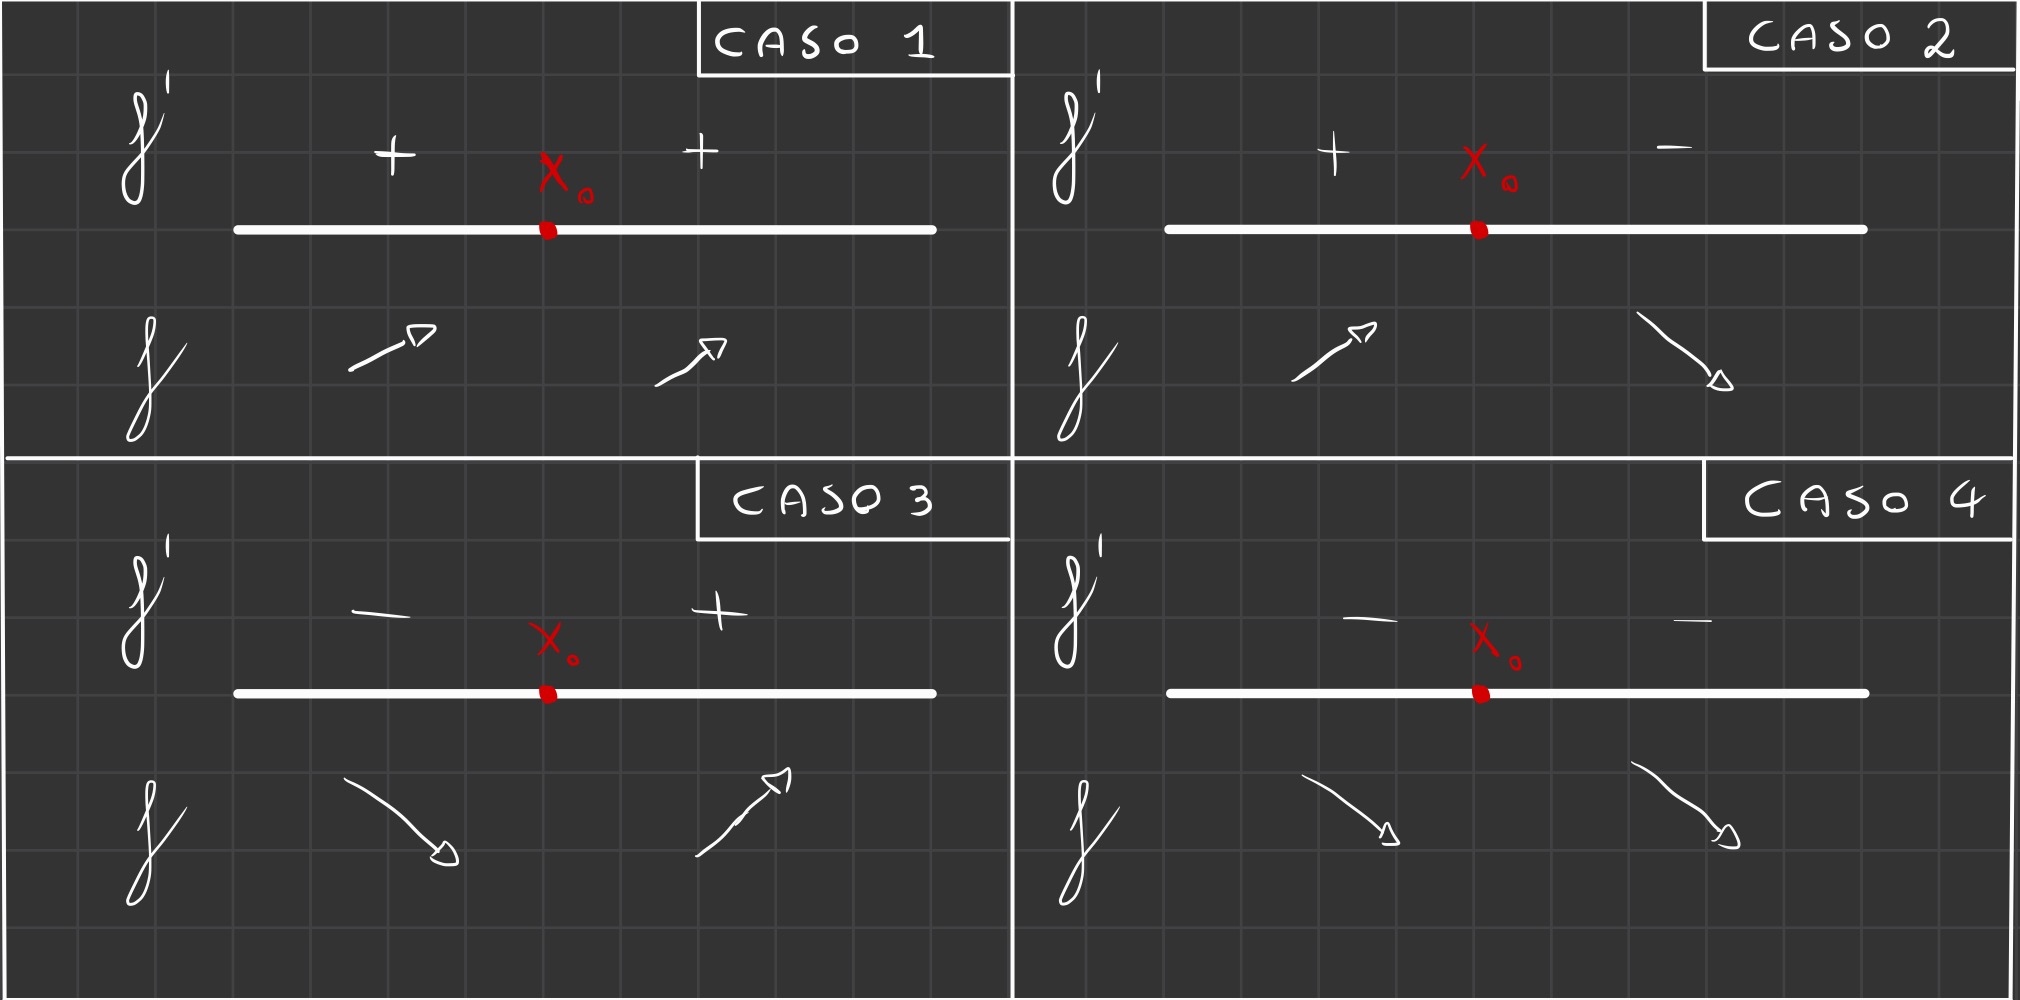 CASO 1
f'
+ x₀ +
f
CASO 2
f'
+ x₀ −
f
CASO 3
f'
− x₀ +
f
CASO 4
f'
− x₀ −
f